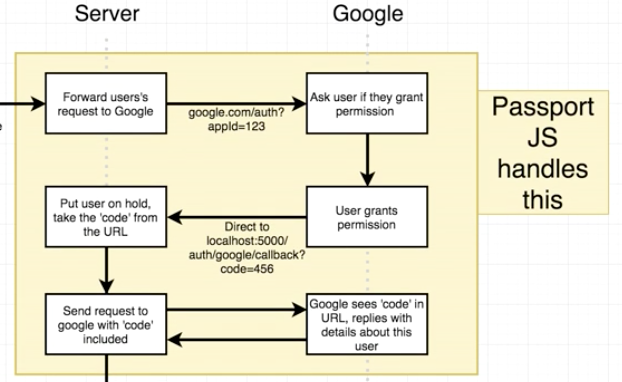 Server
Google
Forward users's
request to Google
google.com/auth?
appId=123
Ask user if they grant
permission
Passport
JS
handles
this
Put user on hold,
take the 'code' from
the URL
Direct to
localhost:5000/
auth/google/callback?
code=456
User grants
permission
Send request to
google with 'code'
included
Google sees 'code' in
URL, replies with
details about this
user